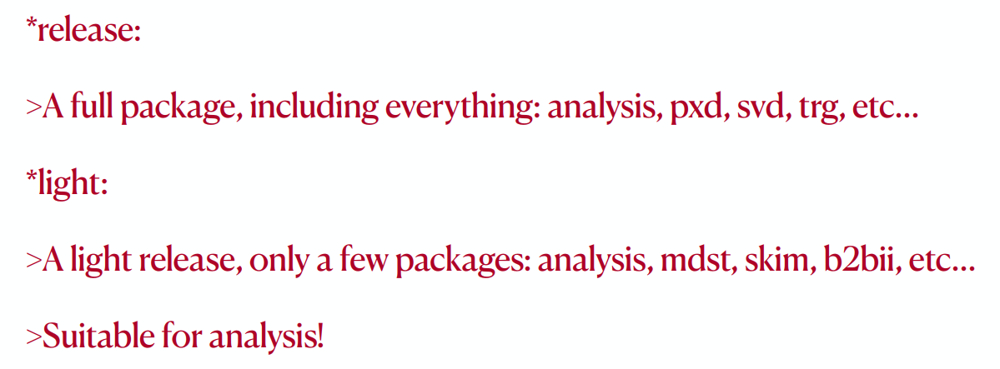 *release:
>A full package, including everything: analysis, pxd, svd, trg, etc...
*light:
>A light release, only a few packages: analysis, mdst, skim, b2bii, etc...
>Suitable for analysis!